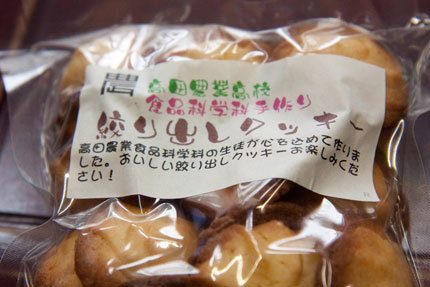 高田農業高校
食品科学科手作り
絞り出しクッキー
高田農業食品科学科の生徒が心を込めて作りま
した。おいしい絞り出しクッキーお楽しみくだ
さい！